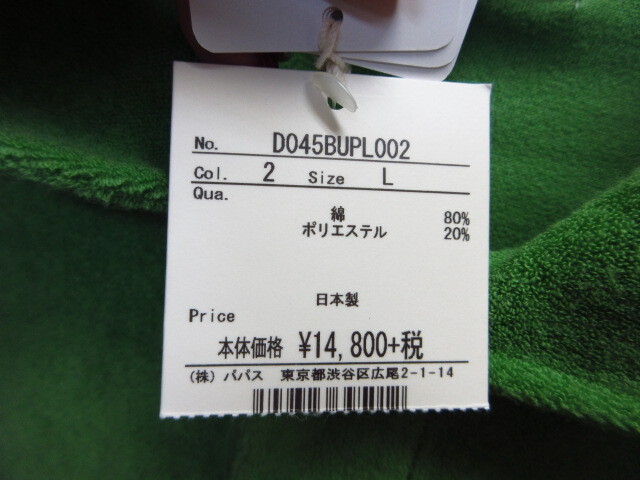 No. D045BUPL002
Col. 2 Size L
Qua.
綿 80%
ポリエステル 20%
日本製
Price
本体価格 ¥14,800+税
(株) パパス 東京都渋谷区広尾2-1-14